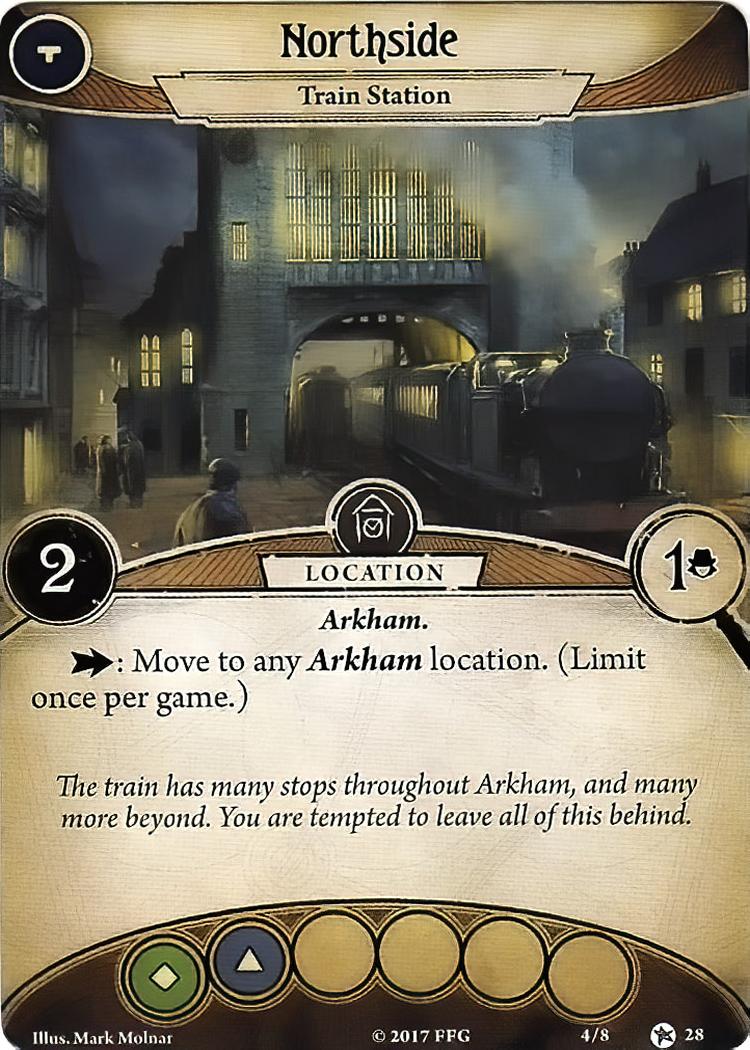 Northside
Train Station
2
1
LOCATION
Arkham.
: Move to any Arkham location. (Limit
once per game.)
The train has many stops throughout Arkham, and many
more beyond. You are tempted to leave all of this behind.
Illus. Mark Molnar © 2017 FFG 4/8 28